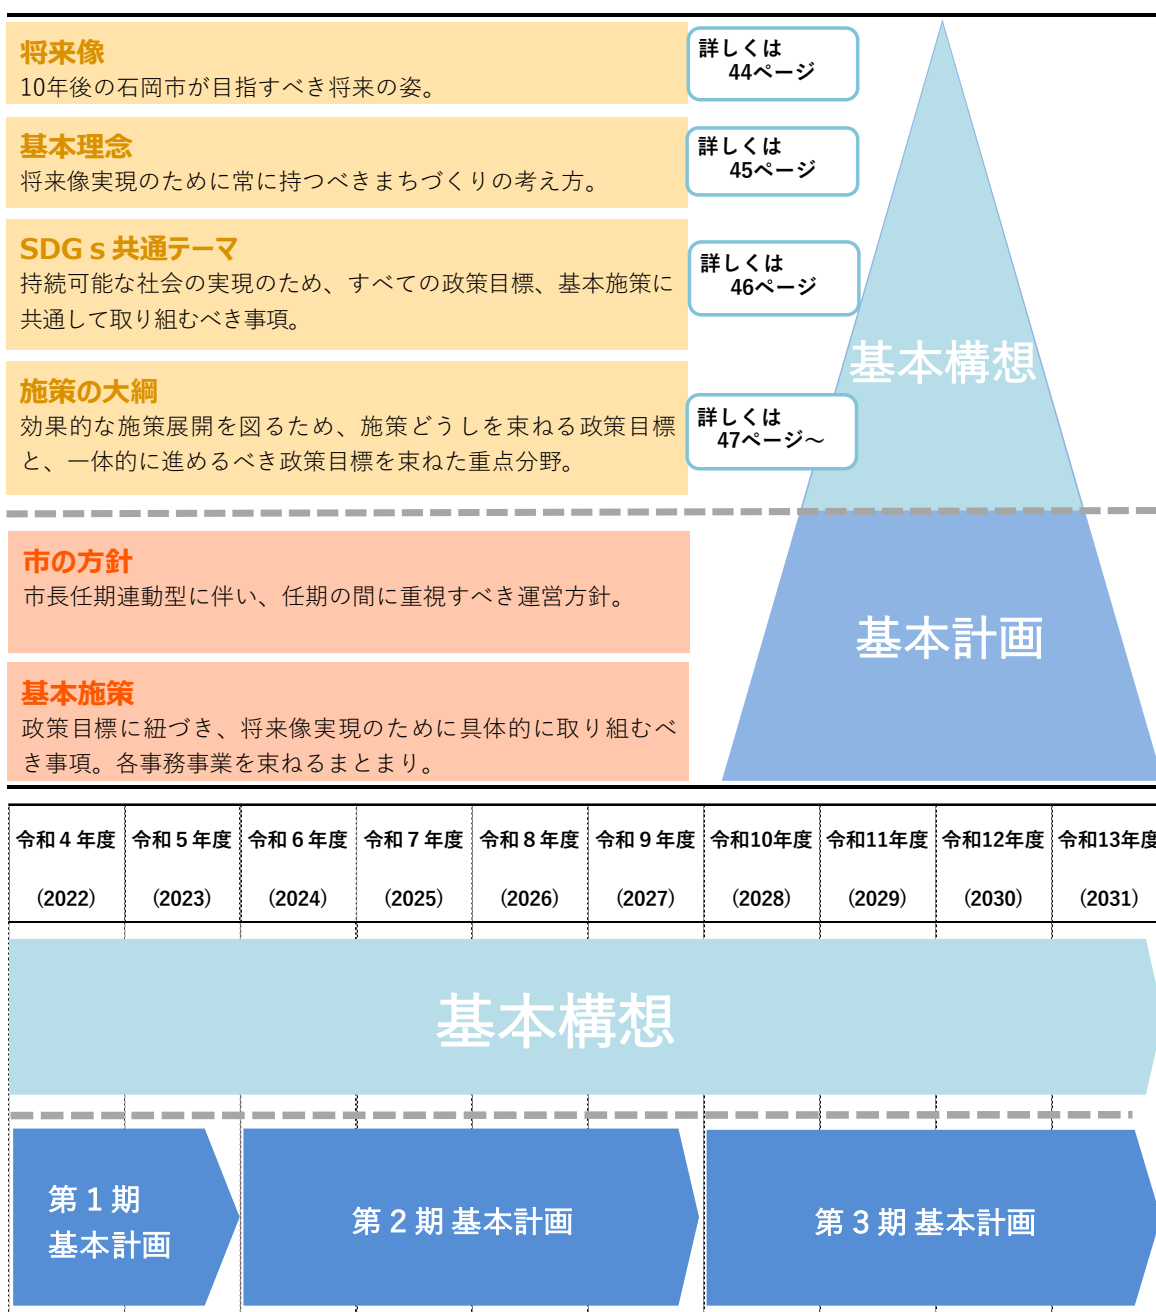 将来像
10年後の石岡市が目指すべき将来の姿。
詳しくは
44ページ
基本理念
将来像実現のために常に持つべきまちづくりの考え方。
詳しくは
45ページ
SDGｓ共通テーマ
持続可能な社会の実現のため、すべての政策目標、基本施策に
共通して取り組むべき事項。
詳しくは
46ページ
施策の大綱
効果的な施策展開を図るため、施策どうしを束ねる政策目標
と、一体的に進めるべき政策目標を束ねた重点分野。
詳しくは
47ページ～
基本構想
市の方針
市長任期連動型に伴い、任期の間に重視すべき運営方針。
基本施策
政策目標に紐づき、将来像実現のために具体的に取り組むべ
き事項。各事務事業を束ねるまとまり。
基本計画
令和４年度 令和５年度 令和６年度 令和７年度 令和８年度 令和９年度 令和10年度 令和11年度 令和12年度 令和13年度
(2022) (2023) (2024) (2025) (2026) (2027) (2028) (2029) (2030) (2031)
基本構想
第１期
基本計画
第２期 基本計画
第３期 基本計画